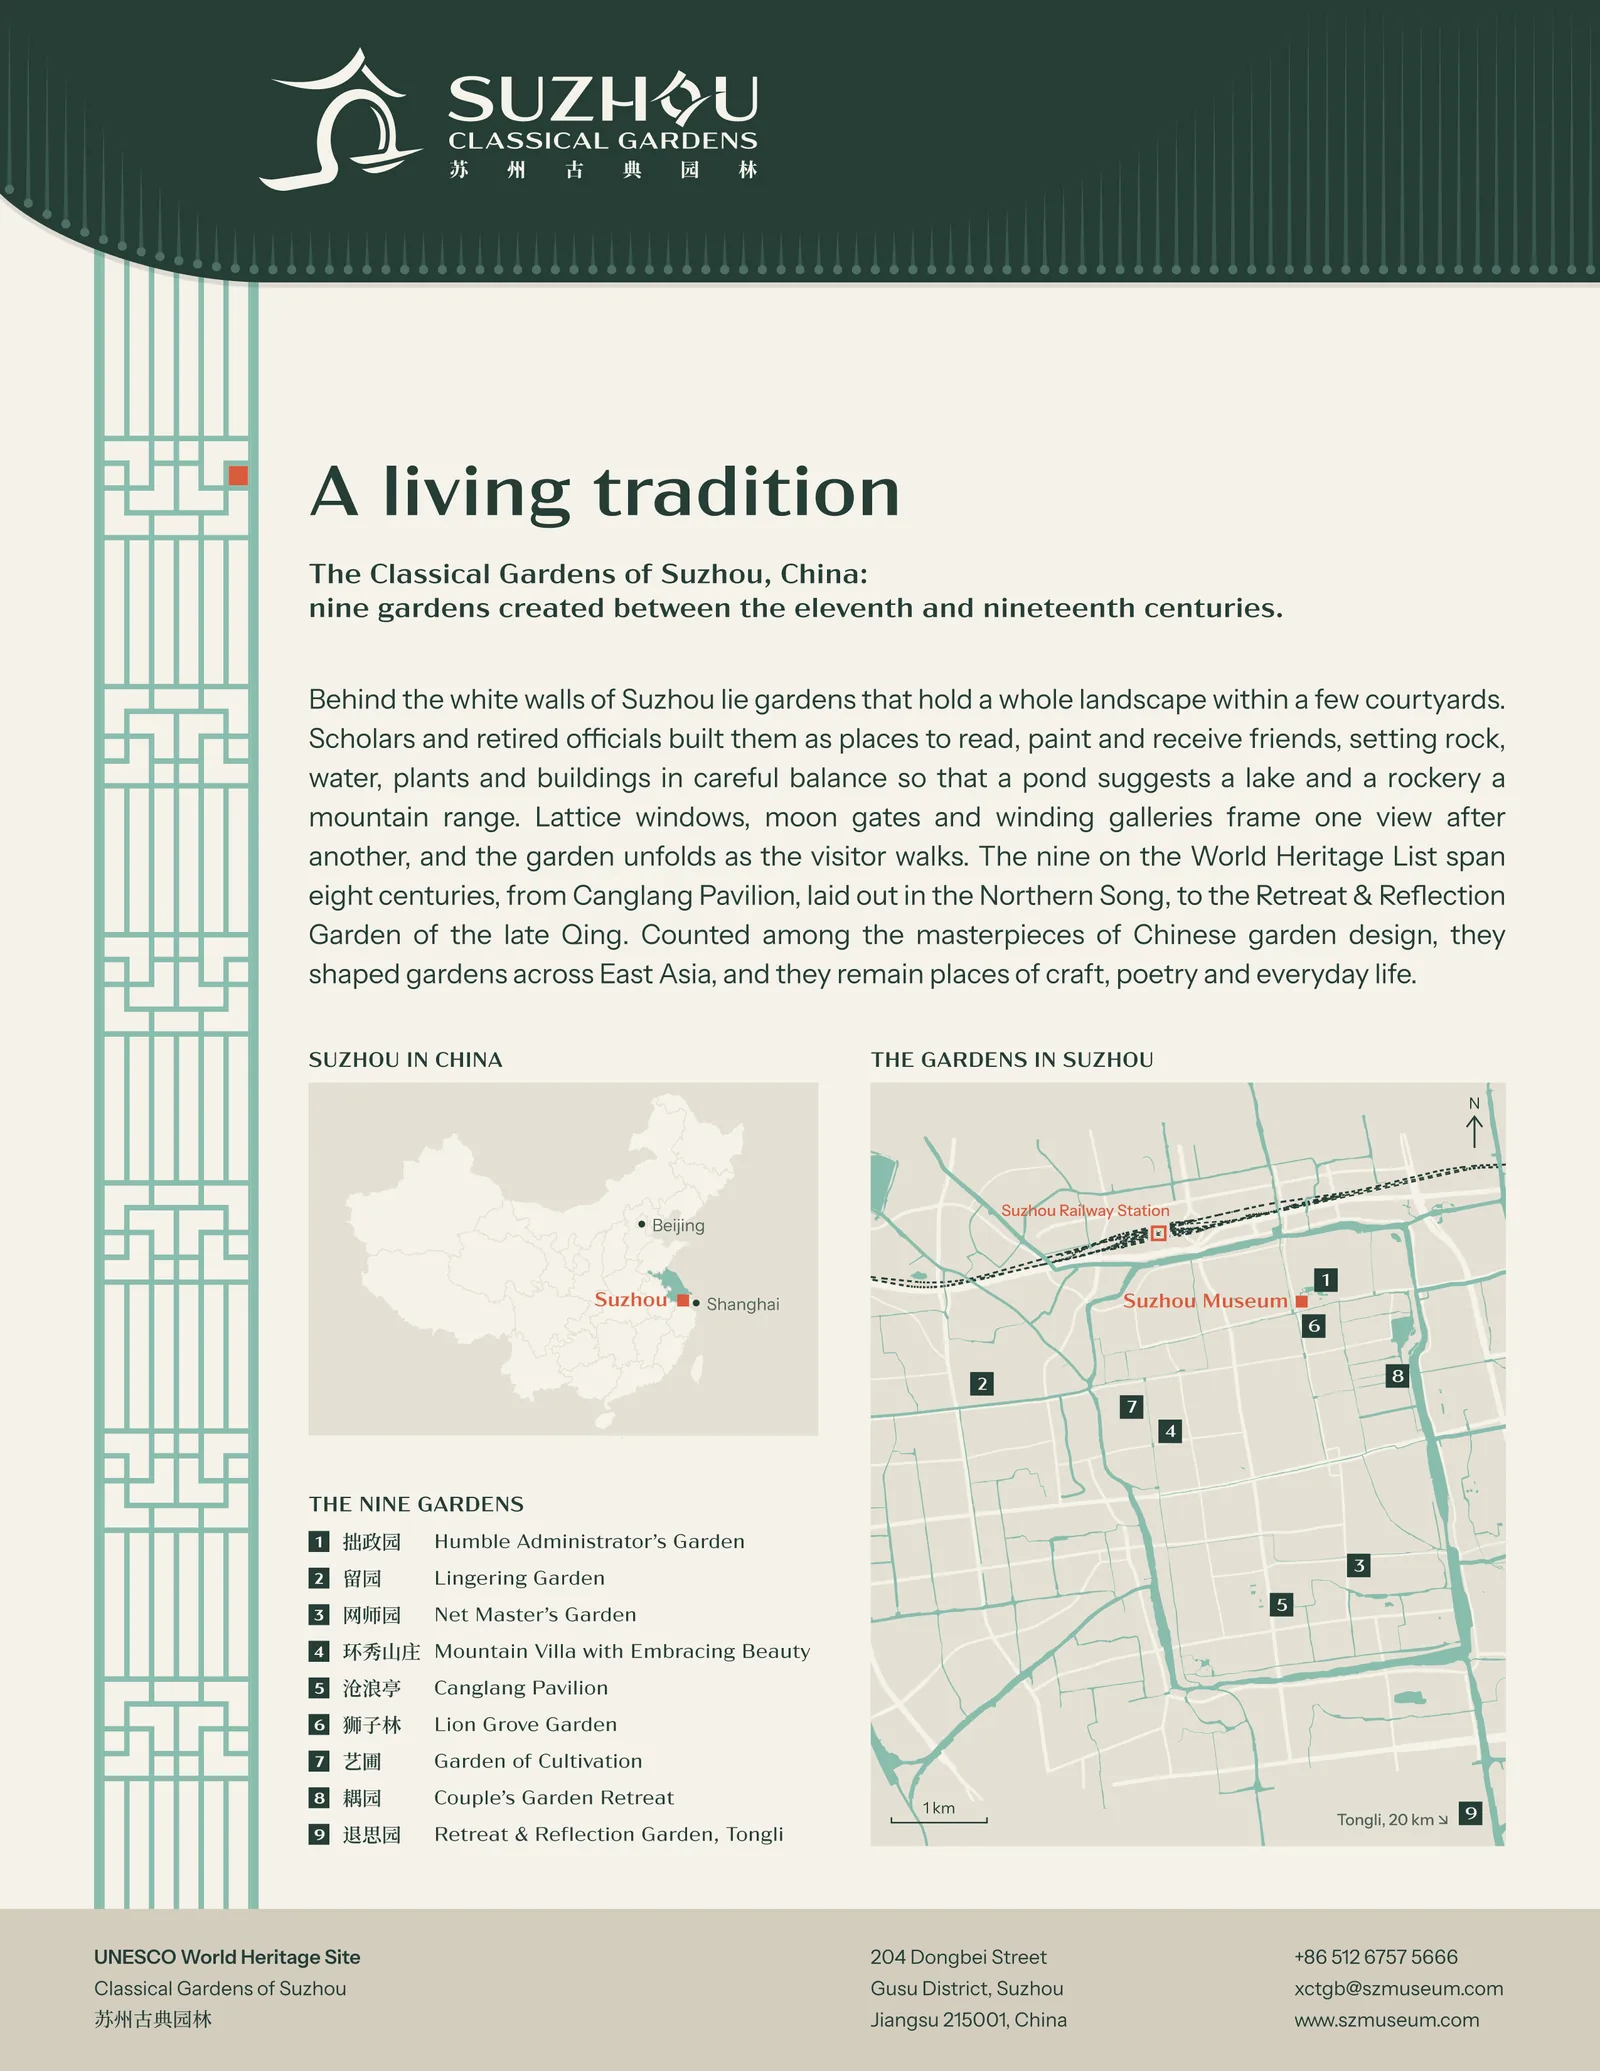 SUZHOU
CLASSICAL GARDENS
苏州古典园林
A living tradition
The Classical Gardens of Suzhou, China:
nine gardens created between the eleventh and nineteenth centuries.
Behind the white walls of Suzhou lie gardens that hold a whole landscape within a few courtyards.
Scholars and retired officials built them as places to read, paint and receive friends, setting rock,
water, plants and buildings in careful balance so that a pond suggests a lake and a rockery a
mountain range. Lattice windows, moon gates and winding galleries frame one view after
another, and the garden unfolds as the visitor walks. The nine on the World Heritage List span
eight centuries, from Canglang Pavilion, laid out in the Northern Song, to the Retreat & Reflection
Garden of the late Qing. Counted among the masterpieces of Chinese garden design, they
shaped gardens across East Asia, and they remain places of craft, poetry and everyday life.
SUZHOU IN CHINA
Beijing
Suzhou
Shanghai
THE NINE GARDENS
1 拙政园 Humble Administrator’s Garden
2 留园 Lingering Garden
3 网师园 Net Master’s Garden
4 环秀山庄 Mountain Villa with Embracing Beauty
5 沧浪亭 Canglang Pavilion
6 狮子林 Lion Grove Garden
7 艺圃 Garden of Cultivation
8 耦园 Couple’s Garden Retreat
9 退思园 Retreat & Reflection Garden, Tongli
THE GARDENS IN SUZHOU
N
Suzhou Railway Station
1
Suzhou Museum
6
8
2
7
4
3
5
1 km
Tongli, 20 km ↘ 9
UNESCO World Heritage Site
Classical Gardens of Suzhou
苏州古典园林
204 Dongbei Street
Gusu District, Suzhou
Jiangsu 215001, China
+86 512 6757 5666
xctgb@szmuseum.com
www.szmuseum.com